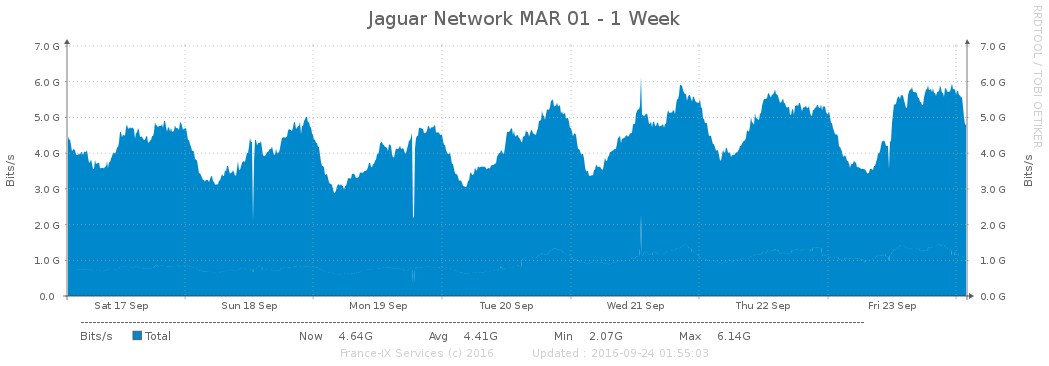 Jaguar Network MAR 01 - 1 Week
RRDTOOL / TOBI OETIKER
Bits/s
7.0 G
6.0 G
5.0 G
4.0 G
3.0 G
2.0 G
1.0 G
0.0
7.0 G
6.0 G
5.0 G
4.0 G
3.0 G
2.0 G
1.0 G
0.0 G
Bits/s
Sat 17 Sep Sun 18 Sep Mon 19 Sep Tue 20 Sep Wed 21 Sep Thu 22 Sep Fri 23 Sep
Bits/s Total Now 4.64G Avg 4.41G Min 2.07G Max 6.14G
France-IX Services (c) 2016 Updated : 2016-09-24 01:55:03